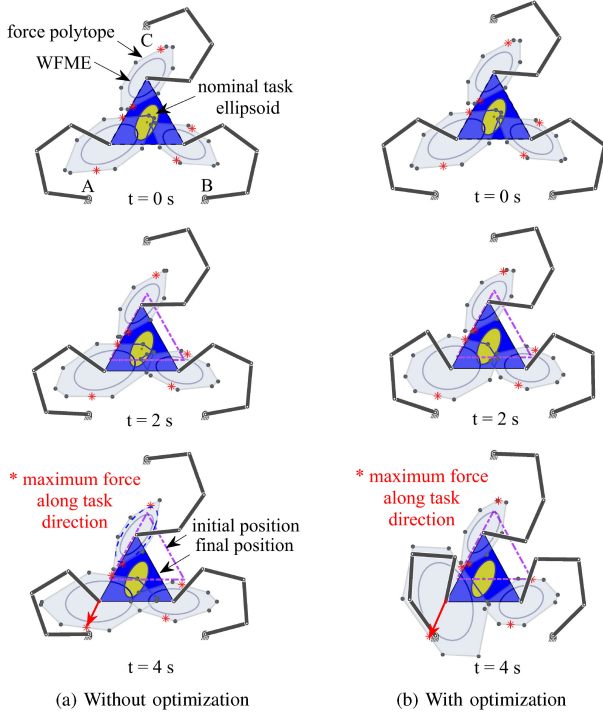 force polytope
C
WFME
nominal task
ellipsoid
A
B
t = 0 s
t = 0 s
t = 2 s
t = 2 s
* maximum force
along task
direction
initial position
final position
t = 4 s
* maximum force
along task
direction
t = 4 s
(a) Without optimization
(b) With optimization